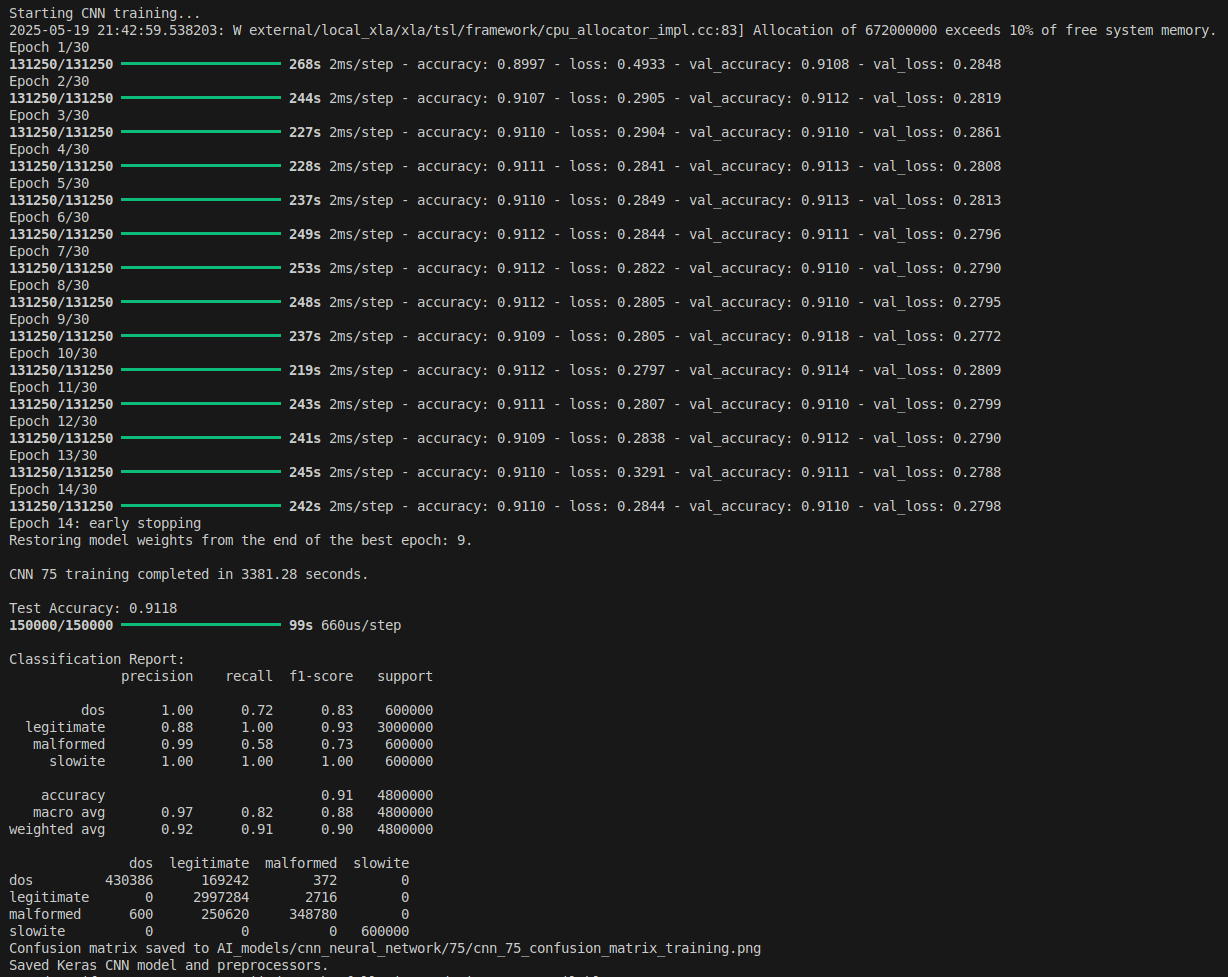 Starting CNN training...
2025-05-19 21:42:59.538203: W external/local_xla/xla/tsl/framework/cpu_allocator_impl.cc:83] Allocation of 672000000 exceeds 10% of free system memory.
Epoch 1/30
131250/131250 268s 2ms/step - accuracy: 0.8997 - loss: 0.4933 - val_accuracy: 0.9108 - val_loss: 0.2848
Epoch 2/30
131250/131250 244s 2ms/step - accuracy: 0.9107 - loss: 0.2905 - val_accuracy: 0.9112 - val_loss: 0.2819
Epoch 3/30
131250/131250 227s 2ms/step - accuracy: 0.9110 - loss: 0.2904 - val_accuracy: 0.9110 - val_loss: 0.2861
Epoch 4/30
131250/131250 228s 2ms/step - accuracy: 0.9111 - loss: 0.2841 - val_accuracy: 0.9113 - val_loss: 0.2808
Epoch 5/30
131250/131250 237s 2ms/step - accuracy: 0.9110 - loss: 0.2849 - val_accuracy: 0.9113 - val_loss: 0.2813
Epoch 6/30
131250/131250 249s 2ms/step - accuracy: 0.9112 - loss: 0.2844 - val_accuracy: 0.9111 - val_loss: 0.2796
Epoch 7/30
131250/131250 253s 2ms/step - accuracy: 0.9112 - loss: 0.2822 - val_accuracy: 0.9110 - val_loss: 0.2790
Epoch 8/30
131250/131250 248s 2ms/step - accuracy: 0.9112 - loss: 0.2805 - val_accuracy: 0.9110 - val_loss: 0.2795
Epoch 9/30
131250/131250 237s 2ms/step - accuracy: 0.9109 - loss: 0.2805 - val_accuracy: 0.9118 - val_loss: 0.2772
Epoch 10/30
131250/131250 219s 2ms/step - accuracy: 0.9112 - loss: 0.2797 - val_accuracy: 0.9114 - val_loss: 0.2809
Epoch 11/30
131250/131250 243s 2ms/step - accuracy: 0.9111 - loss: 0.2807 - val_accuracy: 0.9110 - val_loss: 0.2799
Epoch 12/30
131250/131250 241s 2ms/step - accuracy: 0.9109 - loss: 0.2838 - val_accuracy: 0.9112 - val_loss: 0.2790
Epoch 13/30
131250/131250 245s 2ms/step - accuracy: 0.9110 - loss: 0.3291 - val_accuracy: 0.9111 - val_loss: 0.2788
Epoch 14/30
131250/131250 242s 2ms/step - accuracy: 0.9110 - loss: 0.2844 - val_accuracy: 0.9110 - val_loss: 0.2798
Epoch 14: early stopping
Restoring model weights from the end of the best epoch: 9.
CNN 75 training completed in 3381.28 seconds.
Test Accuracy: 0.9118
150000/150000 99s 660us/step
Classification Report:
precision recall f1-score support
dos 1.00 0.72 0.83 600000
legitimate 0.88 1.00 0.93 3000000
malformed 0.99 0.58 0.73 600000
slowite 1.00 1.00 1.00 600000
accuracy 0.91 4800000
macro avg 0.97 0.82 0.88 4800000
weighted avg 0.92 0.91 0.90 4800000
dos legitimate malformed slowite
dos 430386 169242 372 0
legitimate 0 2997284 2716 0
malformed 600 250620 348780 0
slowite 0 0 0 600000
Confusion matrix saved to AI_models/cnn_neural_network/75/cnn_75_confusion_matrix_training.png
Saved Keras CNN model and preprocessors.